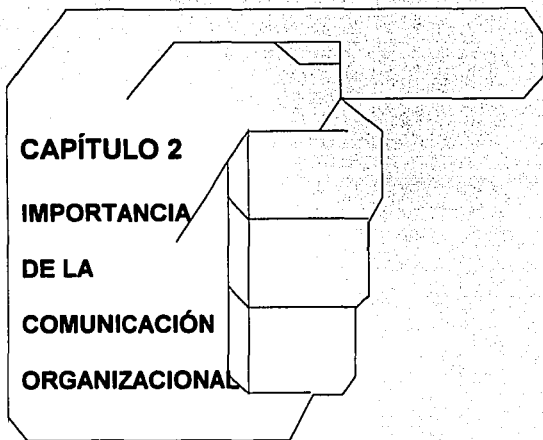 CAPÍTULO 2
IMPORTANCIA
DE LA
COMUNICACIÓN
ORGANIZACIONAL